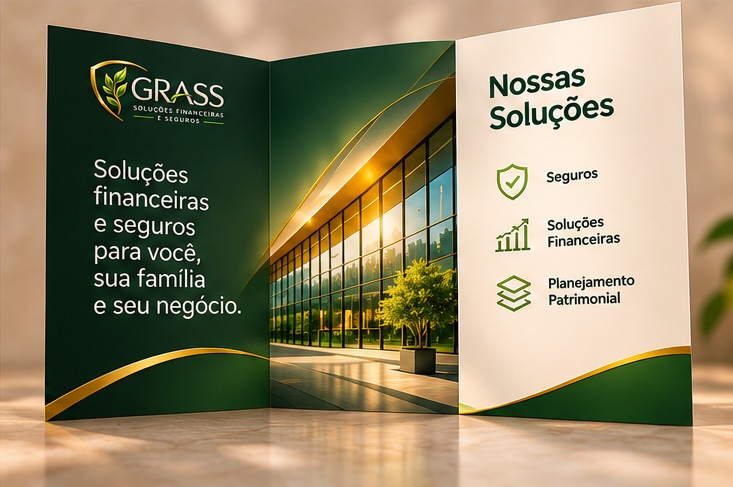 GRASS
SOLUÇÕES FINANCEIRAS
E SEGUROS
Soluções
financeiras
e seguros
para você,
sua família
e seu negócio.
Nossas
Soluções
Seguros
Soluções
Financeiras
Planejamento
Patrimonial